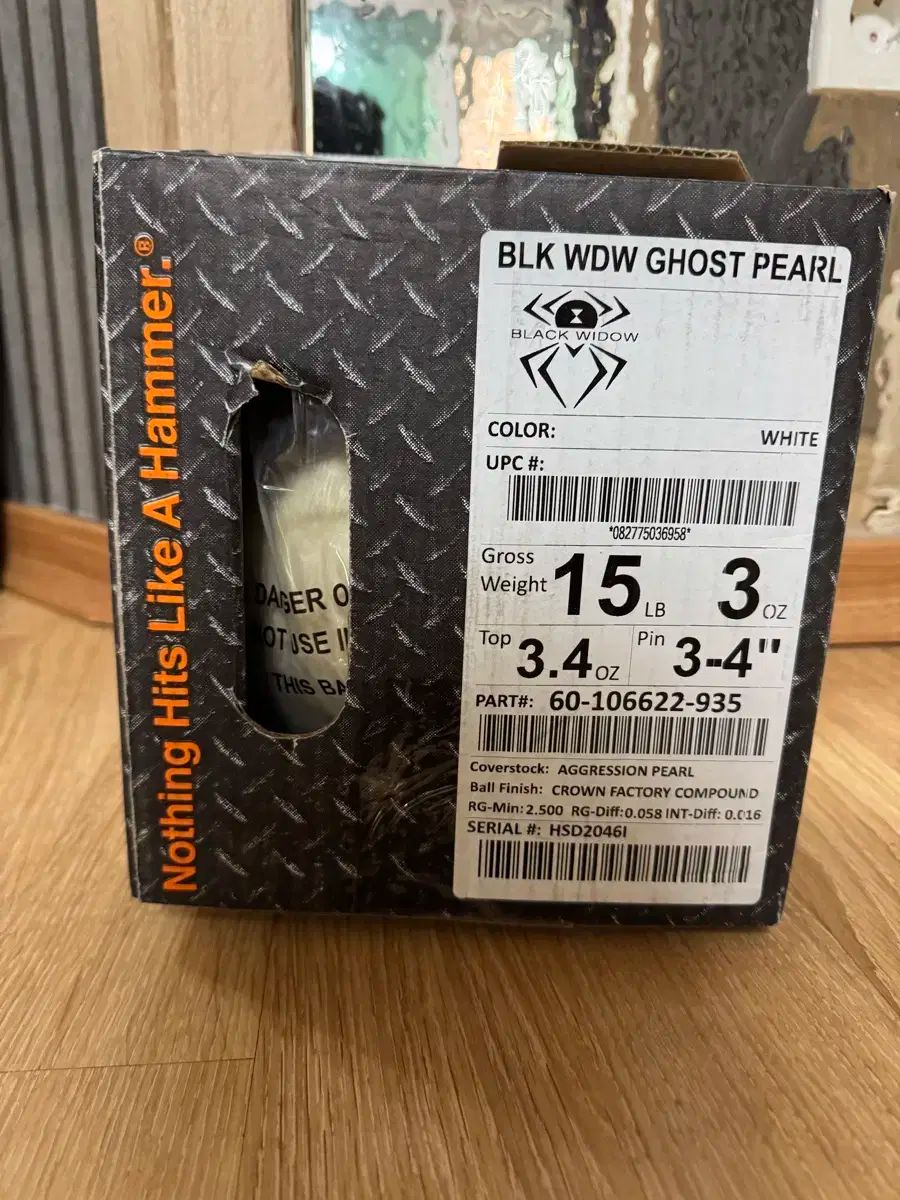 Nothing Hits Like A Hammer.®
DANGER O
NOT USE I
THIS BA
BLK WDW GHOST PEARL
BLACK WIDOW
COLOR: WHITE
UPC #:
*082775036958*
Gross Weight 15 LB 3 OZ
Top 3.4 OZ Pin 3-4"
PART#: 60-106622-935
Coverstock: AGGRESSION PEARL
Ball Finish: CROWN FACTORY COMPOUND
RG-Min: 2.500 RG-Diff:0.058 INT-Diff: 0.016
SERIAL #: HSD2046I